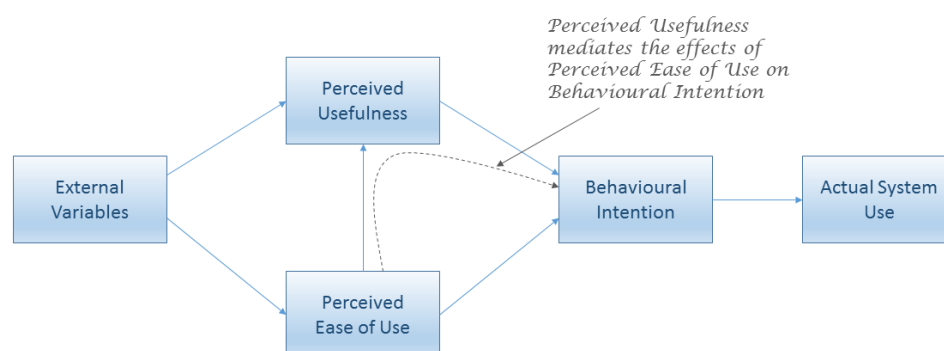 Perceived Usefulness
mediates the effects of
Perceived Ease of Use on
Behavioural Intention
Perceived
Usefulness
External
Variables
Behavioural
Intention
Actual System
Use
Perceived
Ease of Use